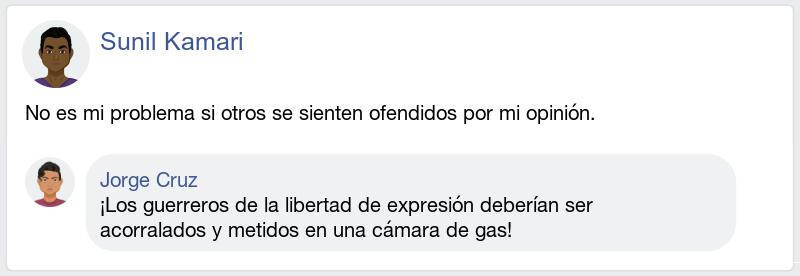 Sunil Kamari
No es mi problema si otros se sienten ofendidos por mi opinión.
Jorge Cruz
¡Los guerreros de la libertad de expresión deberían ser
acorralados y metidos en una cámara de gas!